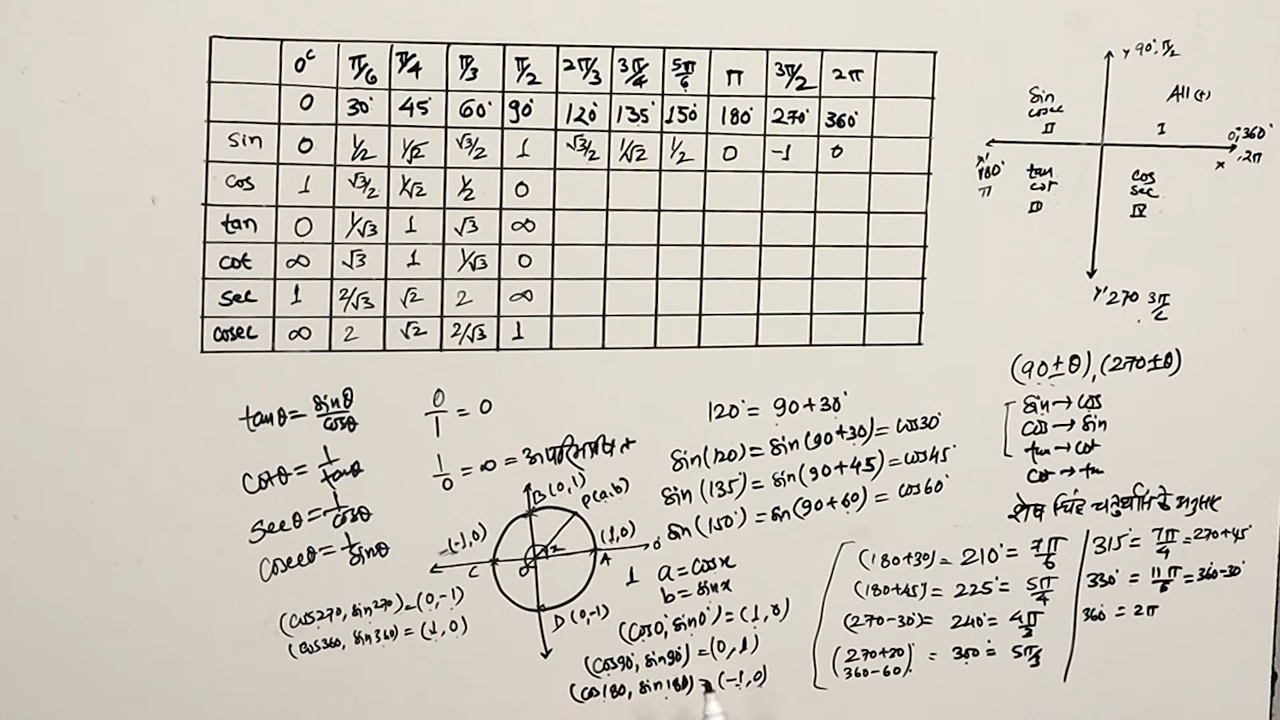 0ᶜ π/6 π/4 π/3 π/2 2π/3 3π/4 5π/6 π 3π/2 2π
0 30° 45° 60° 90° 120° 135° 150° 180° 270° 360°
sin 0 1/2 1/√2 √3/2 1 √3/2 1/√2 1/2 0 -1 0
cos 1 √3/2 1/√2 1/2 0
tan 0 1/√3 1 √3 ∞
cot ∞ √3 1 1/√3 0
sec 1 2/√3 √2 2 ∞
cosec ∞ 2 √2 2/√3 1
y 90° π/2
Sin
cosec
II
All (+)
I
0°, 360°
x , 2π
x'
180°
π
tan
cot
cos
sec
IV
y' 270 3π/2
tanθ = sinθ/cosθ
cotθ = 1/tanθ
secθ = 1/cosθ
cosecθ = 1/sinθ
0/1 = 0
1/0 = ∞ = अपरिभाषित
B(0,1)
P(a,b)
(-1,0)
(1,0)
C
O
x
A
D(0,-1)
(cos270, sin270) = (0,-1)
(cos360, sin360) = (1,0)
120° = 90+30°
Sin(120) = sin(90+30) = cos30°
Sin(135) = sin(90+45) = cos45°
Sin(150°) = sin(90+60) = cos60°
a = cosx
b = sinx
(cos0°, sin0°) = (1,0)
(cos90°, sin90°) = (0,1)
(cos180, sin180) = (-1,0)
(90±θ), (270±θ)
Sin → cos
cos → sin
tan → cot
cot → tan
शेष चिह्न चतुर्थांश के अनुसार
(180+30) = 210° = 7π/6
(180+45) = 225° = 5π/4
(270-30°) = 240° = 4π/3
(270+30° = 300° = 5π/3
360-60)
315° = 7π/4 = 270+45°
330° = 11π/6 = 360-30°
360° = 2π